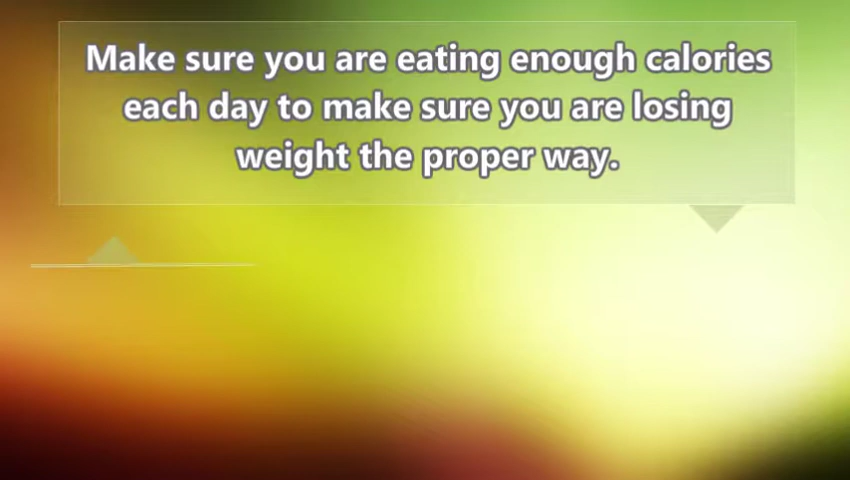 Make sure you are eating enough calories
each day to make sure you are losing
weight the proper way.